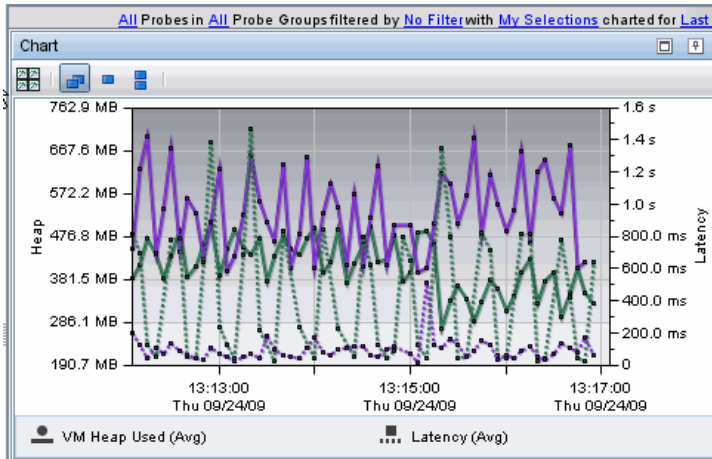 All Probes in All Probe Groups filtered by No Filter with My Selections charted for Last
Chart
762.9 MB
667.6 MB
572.2 MB
476.8 MB
381.5 MB
286.1 MB
190.7 MB
Heap
1.6 s
1.4 s
1.2 s
1.0 s
800.0 ms
600.0 ms
400.0 ms
200.0 ms
0
Latency
13:13:00
Thu 09/24/09
13:15:00
Thu 09/24/09
13:17:00
Thu 09/24/09
VM Heap Used (Avg)
Latency (Avg)